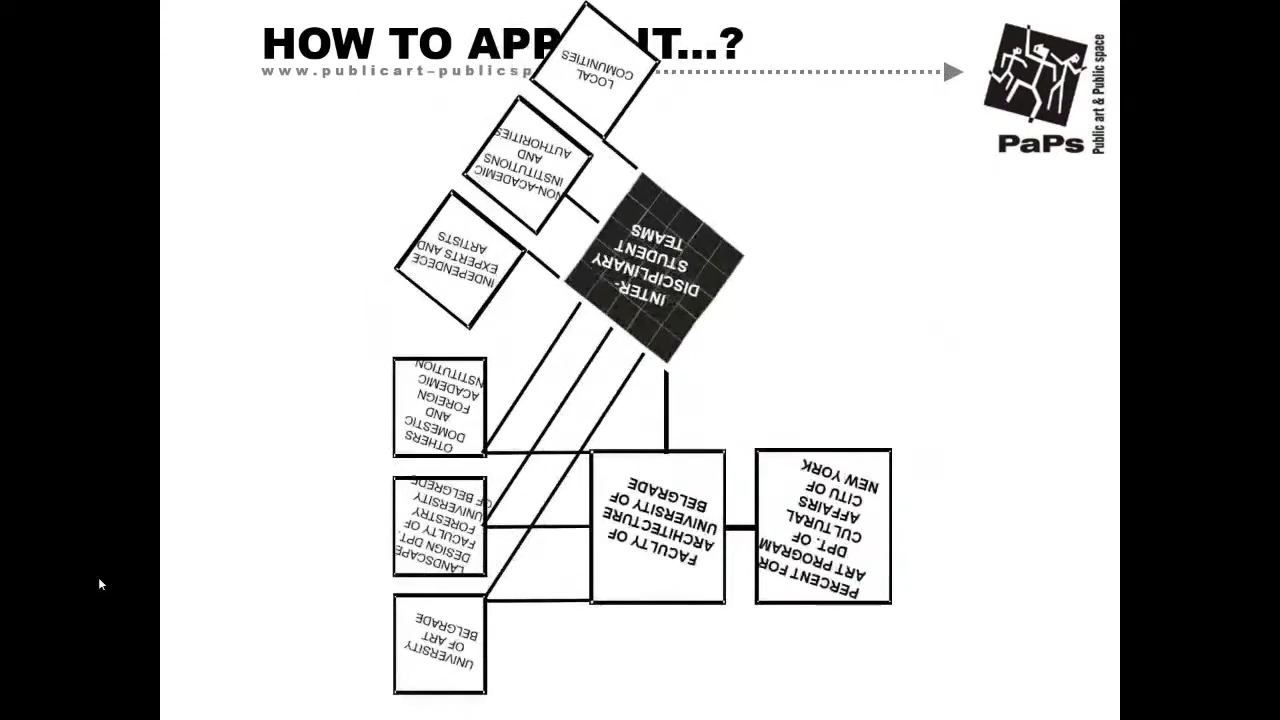 HOW TO APP IT...?
www.publicart-publicsp
Public art & Public space
PaPs
LOCAL
COMUNITIES
NON-ACADEMIC
INSTITUTIONS
AND
AUTHORITIES
INDEPENDECE
EXPERTS AND
ARTISTS
INTER-
DISCIPLINARY
STUDENT
TEAMS
OTHERS
DOMESTIC
AND
FOREIGN
ACADEMIC
INSTITUTION
LANDSCAPE
DESIGN DPT.
FACULTY OF
FORESTRY
UNIVERSITY
OF BELGREDE
UNIVERSITY
OF ART
BELGRADE
FACULTY OF
ARCHITECTURE
UNIVERSITY OF
BELGRADE
PERCENT FOR
ART PROGRAM
DPT. OF
CULTURAL
AFFAIRS
CITU OF
NEW YORK